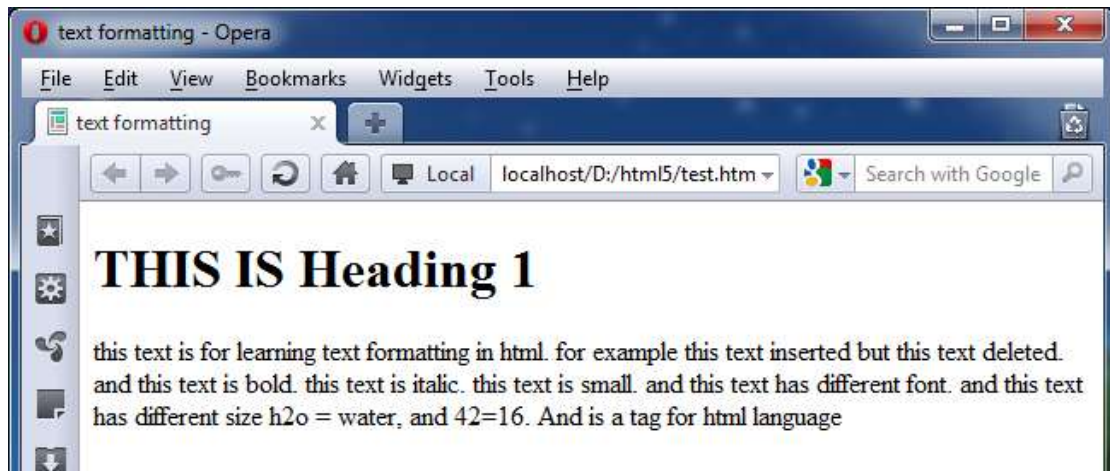 text formatting - Opera
File Edit View Bookmarks Widgets Tools Help
text formatting
Local localhost/D:/html5/test.htm Search with Google
THIS IS Heading 1
this text is for learning text formatting in html. for example this text inserted but this text deleted.
and this text is bold. this text is italic. this text is small. and this text has different font. and this text
has different size h2o = water, and 42=16. And is a tag for html language